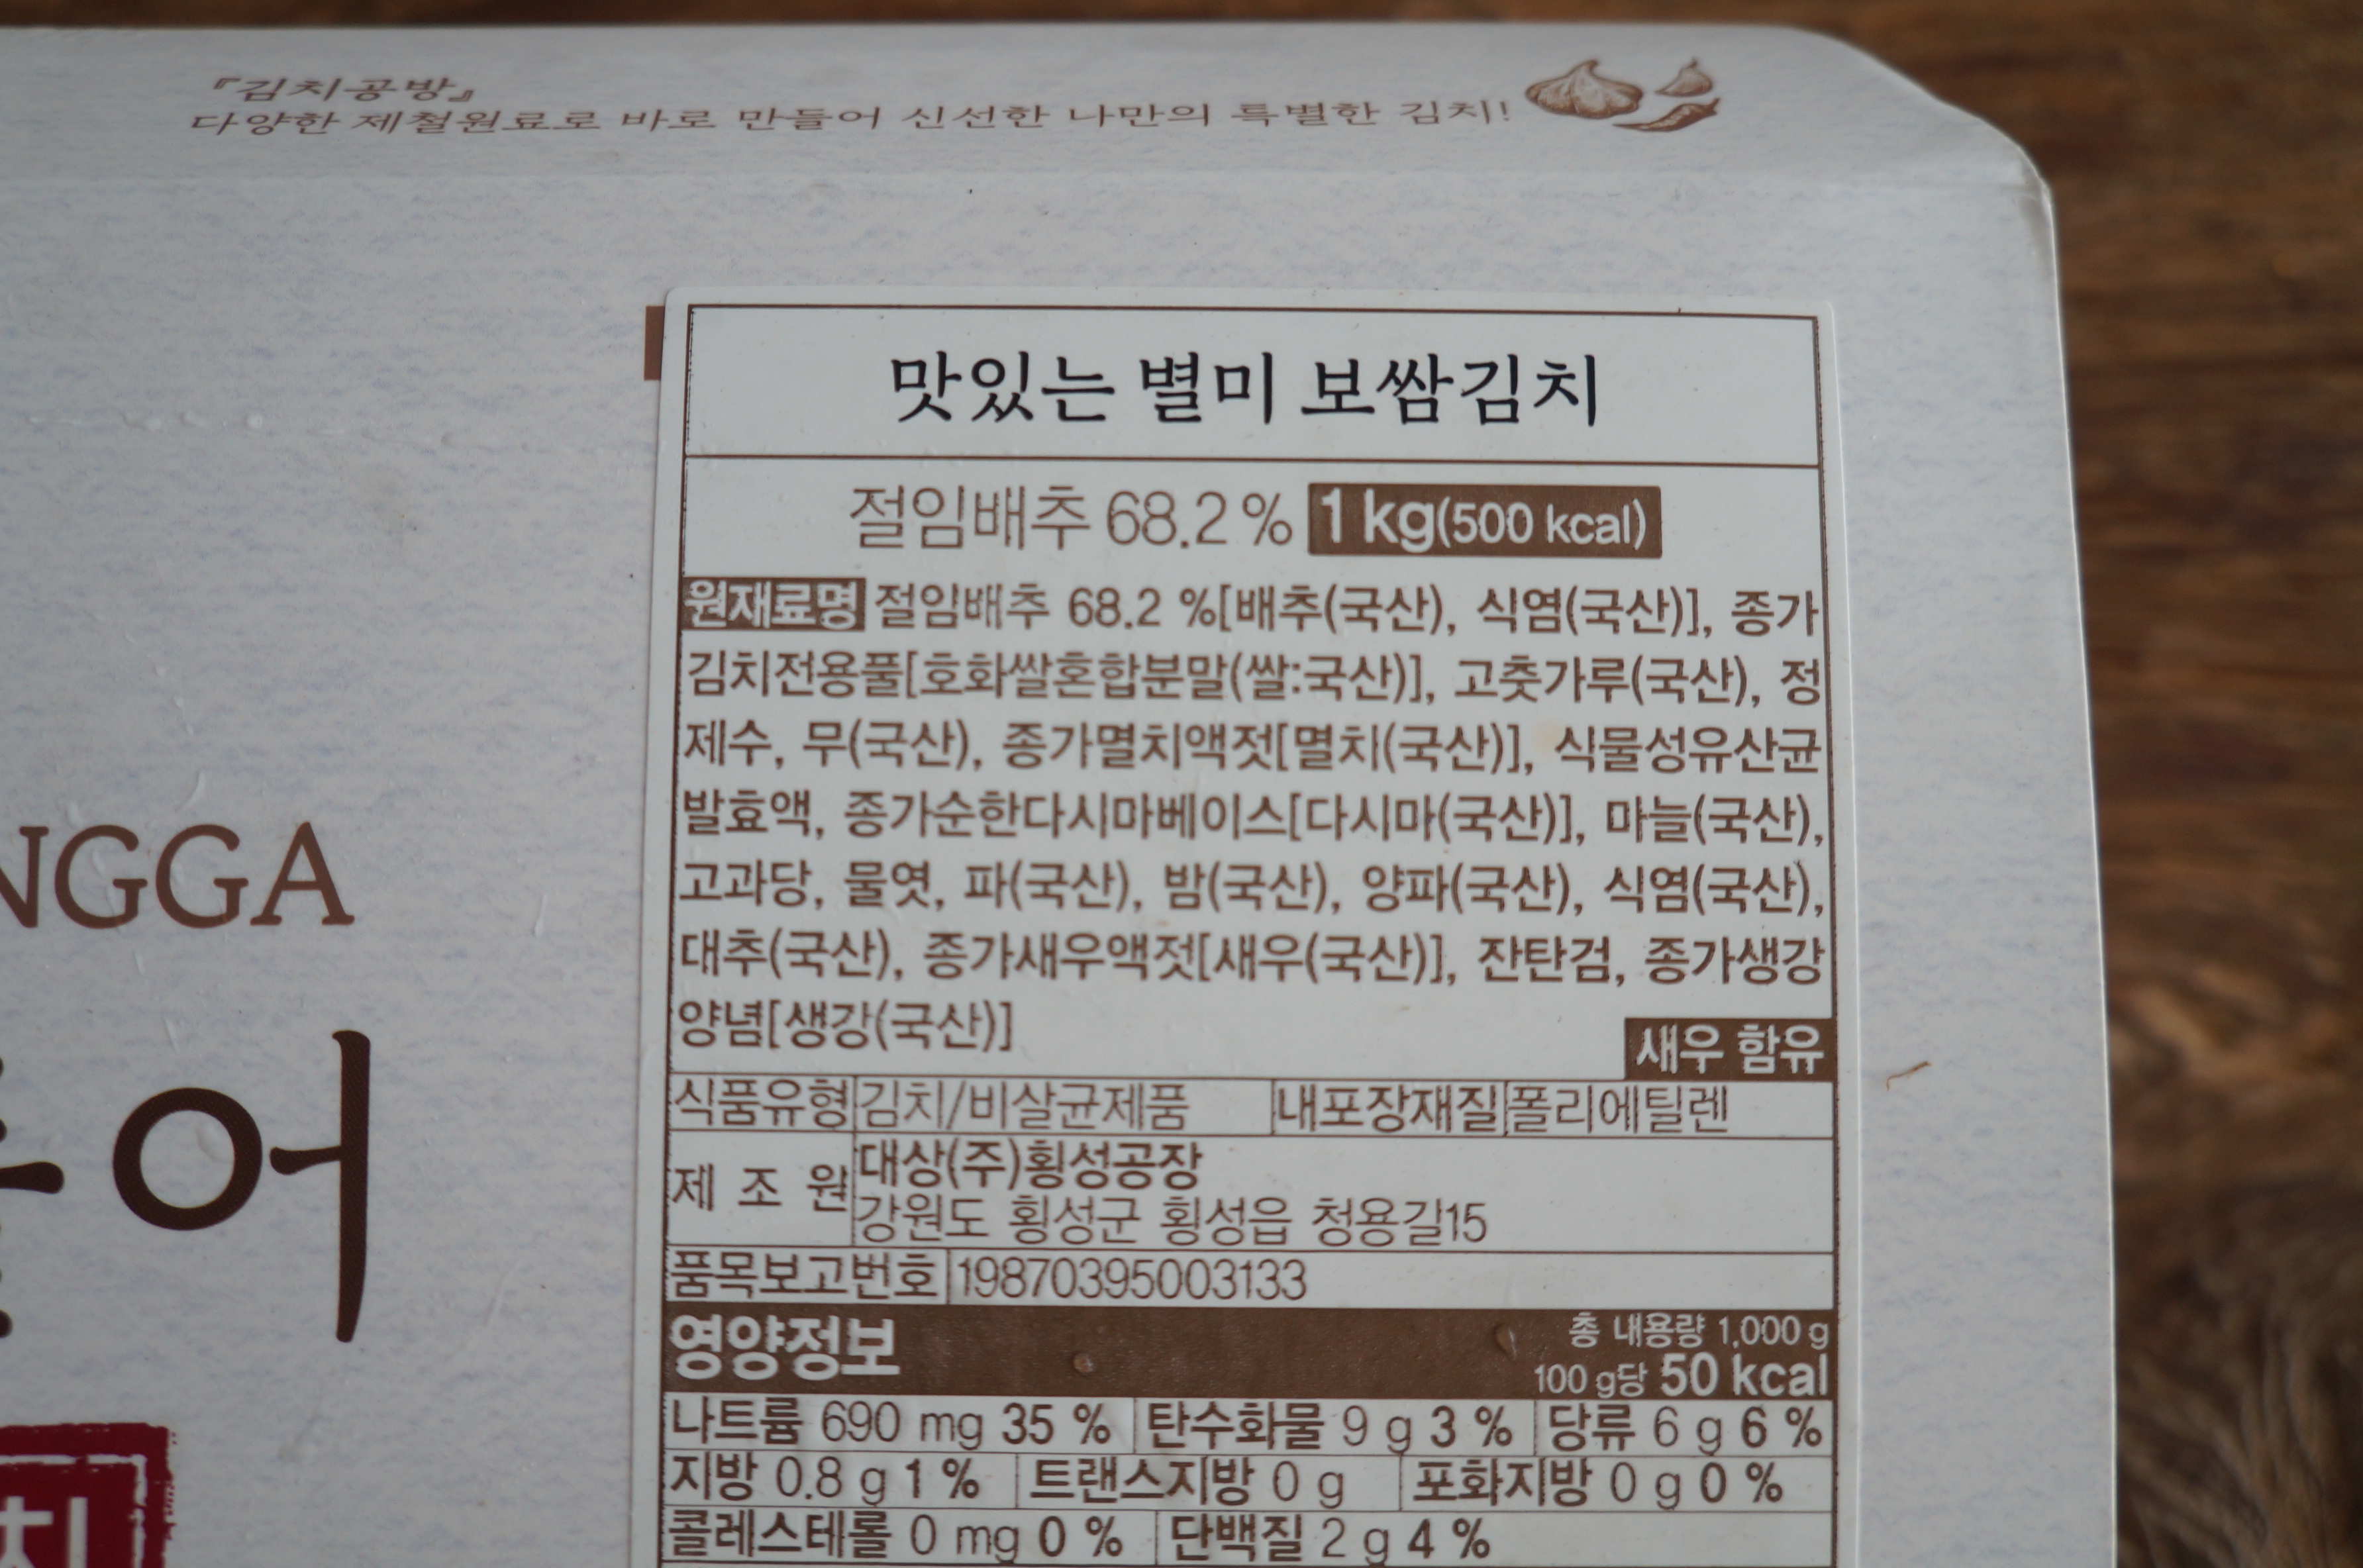 『김치공방』
다양한 제철원료로 바로 만들어 신선한 나만의 특별한 김치!
맛있는 별미 보쌈김치
절임배추 68.2 % 1 kg(500 kcal)
원재료명 절임배추 68.2 %[배추(국산), 식염(국산)], 종가
김치전용풀[호화쌀혼합분말(쌀:국산)], 고춧가루(국산), 정
제수, 무(국산), 종가멸치액젓[멸치(국산)], 식물성유산균
발효액, 종가순한다시마베이스[다시마(국산)], 마늘(국산),
고과당, 물엿, 파(국산), 밤(국산), 양파(국산), 식염(국산),
대추(국산), 종가새우액젓[새우(국산)], 잔탄검, 종가생강
양념[생강(국산)]
새우 함유
식품유형 김치/비살균제품 내포장재질 폴리에틸렌
제 조 원 대상(주)횡성공장
강원도 횡성군 횡성읍 청용길15
품목보고번호 19870395003133
영양정보 총 내용량 1,000 g
100 g당 50 kcal
나트륨 690 mg 35 % 탄수화물 9 g 3 % 당류 6 g 6 %
지방 0.8 g 1 % 트랜스지방 0 g 포화지방 0 g 0 %
콜레스테롤 0 mg 0 % 단백질 2 g 4 %
NGGA
어
치